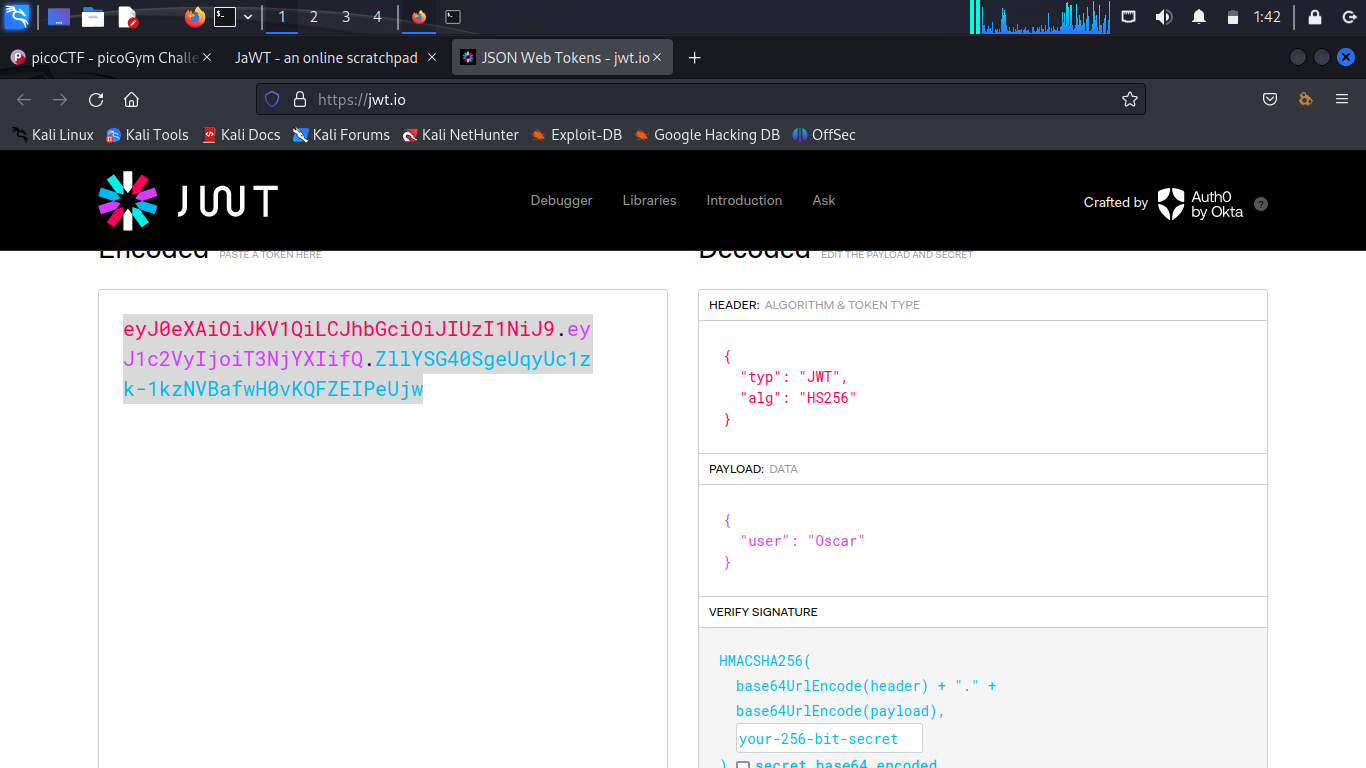 1 2 3 4 1:42
picoCTF - picoGym Challe JaWT - an online scratchpad JSON Web Tokens - jwt.io
https://jwt.io
Kali Linux Kali Tools Kali Docs Kali Forums Kali NetHunter Exploit-DB Google Hacking DB OffSec
JWT Debugger Libraries Introduction Ask Crafted by Auth0 by Okta ?
Encoded PASTE A TOKEN HERE Decoded EDIT THE PAYLOAD AND SECRET
eyJ0eXAiOiJKV1QiLCJhbGciOiJIUzI1NiJ9.ey
J1c2VyIjoiT3NjYXIifQ.ZllYSG40SgeUqyUc1z
k-1kzNVBafwH0vKQFZEIPeUjw
HEADER: ALGORITHM & TOKEN TYPE
{
"typ": "JWT",
"alg": "HS256"
}
PAYLOAD: DATA
{
"user": "Oscar"
}
VERIFY SIGNATURE
HMACSHA256(
base64UrlEncode(header) + "." +
base64UrlEncode(payload),
your-256-bit-secret
) secret base64 encoded